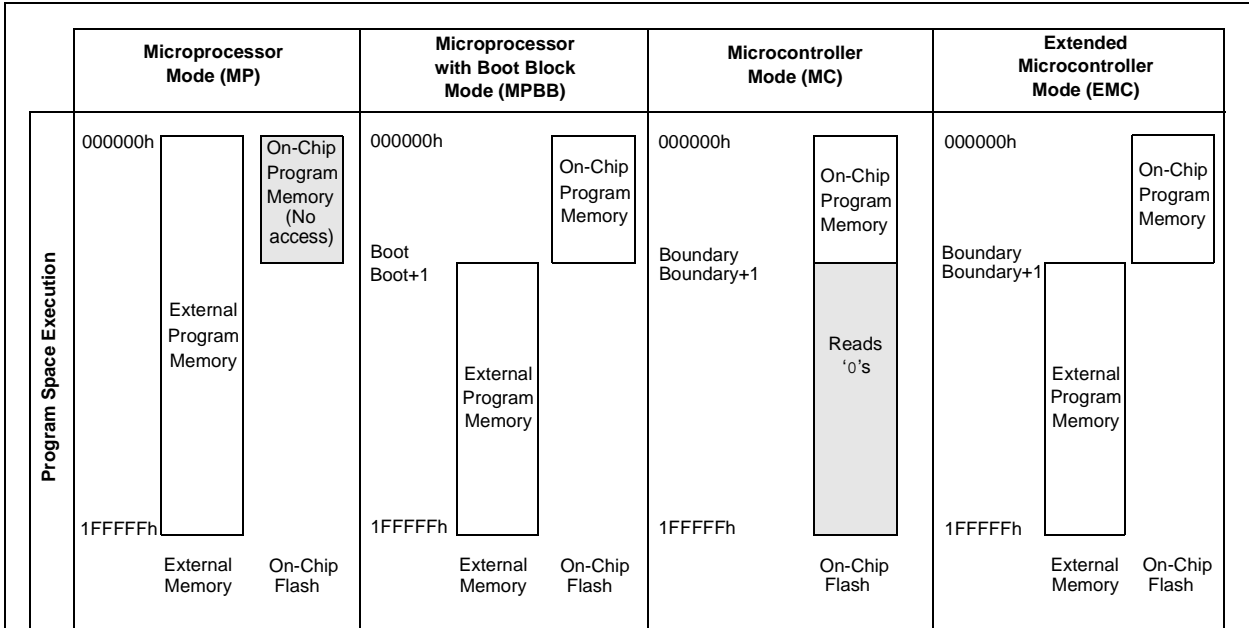 Microprocessor
Mode (MP)
Microprocessor
with Boot Block
Mode (MPBB)
Microcontroller
Mode (MC)
Extended
Microcontroller
Mode (EMC)
Program Space Execution
000000h
External
Program
Memory
On-Chip
Program
Memory
(No
access)
1FFFFFh
External
Memory
On-Chip
Flash
000000h
On-Chip
Program
Memory
Boot
Boot+1
External
Program
Memory
1FFFFFh
External
Memory
On-Chip
Flash
000000h
On-Chip
Program
Memory
Boundary
Boundary+1
Reads
‘0’s
1FFFFFh
On-Chip
Flash
000000h
On-Chip
Program
Memory
Boundary
Boundary+1
External
Program
Memory
1FFFFFh
External
Memory
On-Chip
Flash